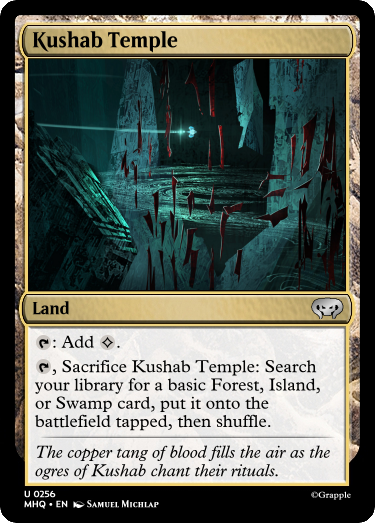 Kushab Temple
Land
: Add .
, Sacrifice Kushab Temple: Search
your library for a basic Forest, Island,
or Swamp card, put it onto the
battlefield tapped, then shuffle.
The copper tang of blood fills the air as the
ogres of Kushab chant their rituals.
U 0256
MHQ • EN Samuel Michlap
©Grapple